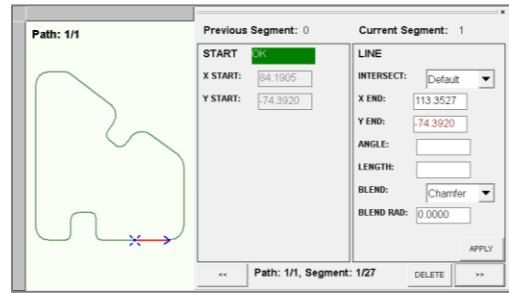 Path: 1/1
Previous Segment: 0
Current Segment: 1
START OK
X START: 84.1905
Y START: -74.3920
LINE
INTERSECT: Default
X END: 113.3527
Y END: -74.3920
ANGLE:
LENGTH:
BLEND: Chamfer
BLEND RAD: 0.0000
APPLY
<< Path: 1/1, Segment: 1/27 DELETE >>